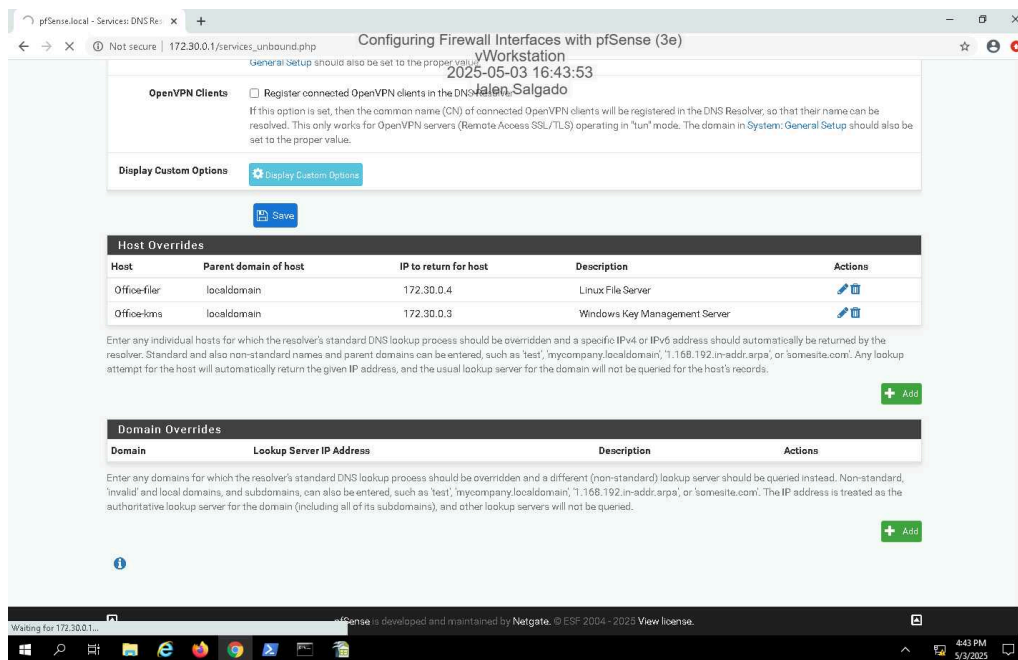 pfSense.local - Services: DNS Re
Not secure | 172.30.0.1/services_unbound.php
Configuring Firewall Interfaces with pfSense (3e)
vWorkstation
2025-05-03 16:43:53
Jalen Salgado
General Setup should also be set to the proper value.
OpenVPN Clients
Register connected OpenVPN clients in the DNS Resolver
If this option is set, then the common name (CN) of connected OpenVPN clients will be registered in the DNS Resolver, so that their name can be
resolved. This only works for OpenVPN servers (Remote Access SSL/TLS) operating in "tun" mode. The domain in System: General Setup should also be
set to the proper value.
Display Custom Options
Display Custom Options
Save
Host Overrides
Host Parent domain of host IP to return for host Description Actions
Office-filer localdomain 172.30.0.4 Linux File Server
Office-kms localdomain 172.30.0.3 Windows Key Management Server
Enter any individual hosts for which the resolver's standard DNS lookup process should be overridden and a specific IPv4 or IPv6 address should automatically be returned by the
resolver. Standard and also non-standard names and parent domains can be entered, such as 'test', 'mycompany.localdomain', '1.168.192.in-addr.arpa', or 'somesite.com'. Any lookup
attempt for the host will automatically return the given IP address, and the usual lookup server for the domain will not be queried for the host's records.
Add
Domain Overrides
Domain Lookup Server IP Address Description Actions
Enter any domains for which the resolver's standard DNS lookup process should be overridden and a different (non-standard) lookup server should be queried instead. Non-standard,
'invalid' and local domains, and subdomains, can also be entered, such as 'test', 'mycompany.localdomain', '1.168.192.in-addr.arpa', or 'somesite.com'. The IP address is treated as the
authoritative lookup server for the domain (including all of its subdomains), and other lookup servers will not be queried.
Add
pfSense is developed and maintained by Netgate. © ESF 2004 - 2025 View license.
Waiting for 172.30.0.1...
4:43 PM
5/3/2025